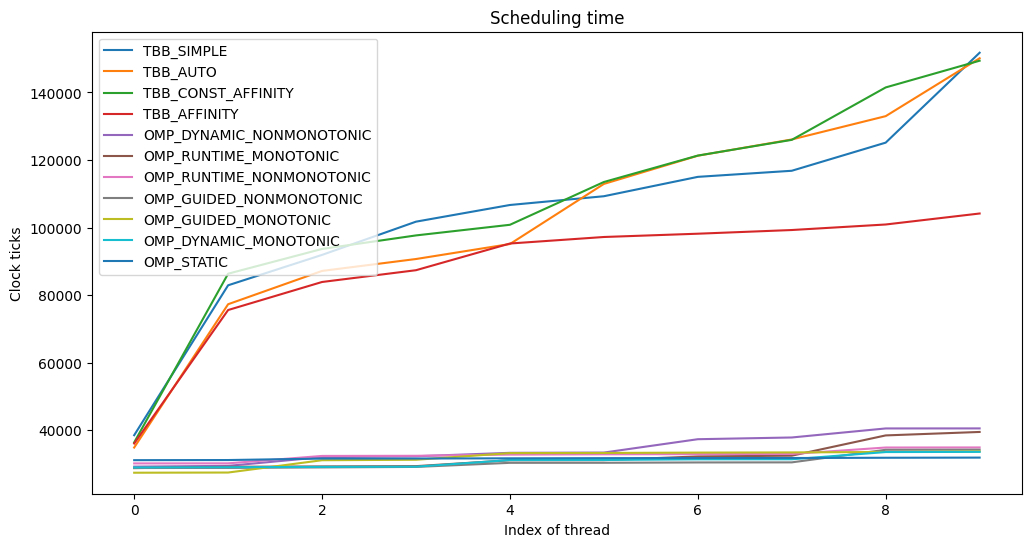 Scheduling time
TBB_SIMPLE
TBB_AUTO
TBB_CONST_AFFINITY
TBB_AFFINITY
OMP_DYNAMIC_NONMONOTONIC
OMP_RUNTIME_MONOTONIC
OMP_RUNTIME_NONMONOTONIC
OMP_GUIDED_NONMONOTONIC
OMP_GUIDED_MONOTONIC
OMP_DYNAMIC_MONOTONIC
OMP_STATIC
Clock ticks
140000
120000
100000
80000
60000
40000
0 2 4 6 8
Index of thread